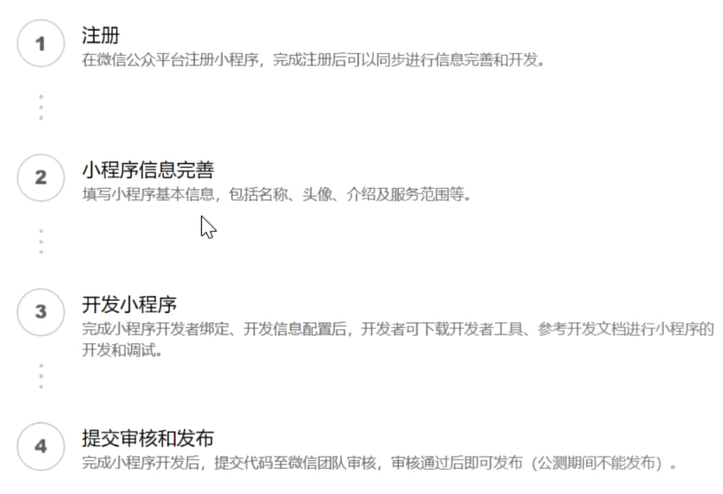 1
注册
在微信公众平台注册小程序，完成注册后可以同步进行信息完善和开发。
2
小程序信息完善
填写小程序基本信息，包括名称、头像、介绍及服务范围等。
3
开发小程序
完成小程序开发者绑定、开发信息配置后，开发者可下载开发者工具、参考开发文档进行小程序的
开发和调试。
4
提交审核和发布
完成小程序开发后，提交代码至微信团队审核，审核通过后即可发布（公测期间不能发布）。